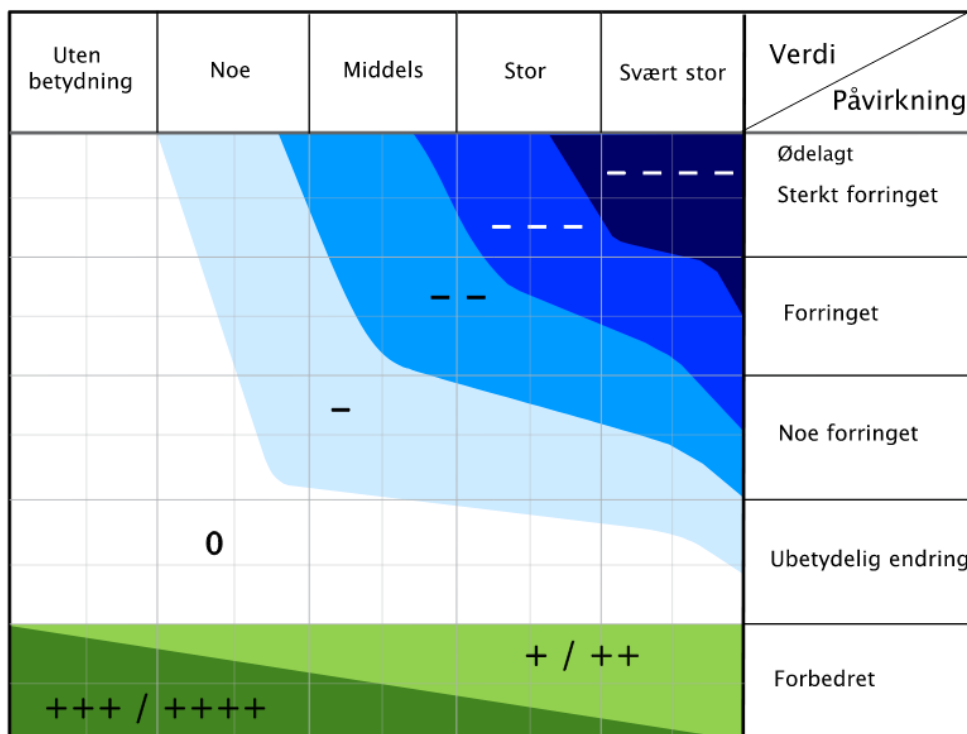 Uten
betydning
Noe
Middels
Stor
Svært stor
Verdi
Påvirkning
Ødelagt
– – – –
Sterkt forringet
– – –
– –
Forringet
–
Noe forringet
0
Ubetydelig endring
+ / ++
Forbedret
+++ / ++++